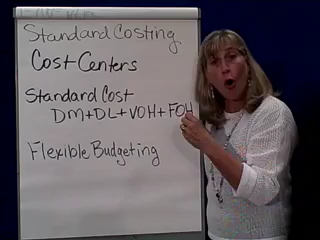 Standard Costing
Cost Centers
Standard Cost
DM+DL+VOH+FOH
Flexible Budgeting